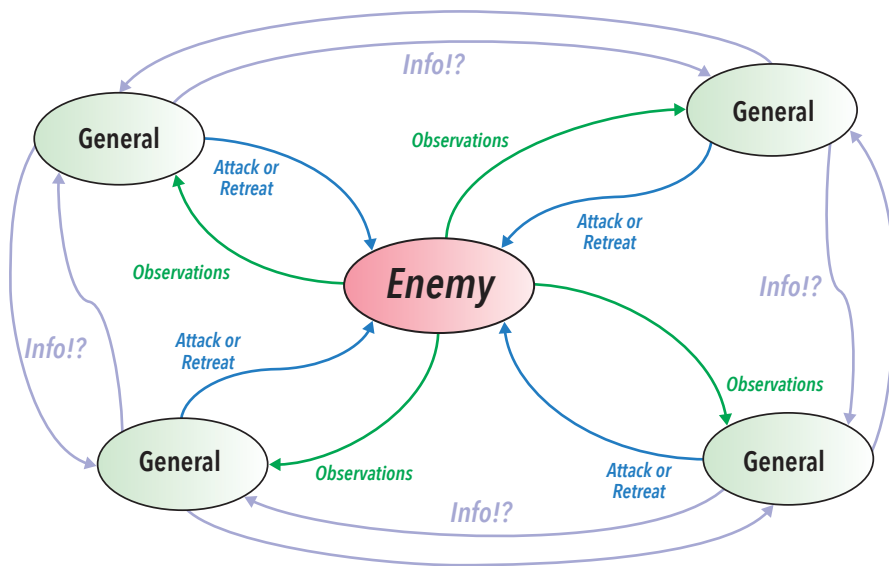 Info!?
General
General
Observations
Attack or
Retreat
Attack or
Retreat
Observations
Enemy
Info!?
Info!?
Attack or
Retreat
Observations
General
General
Observations
Attack or
Retreat
Info!?